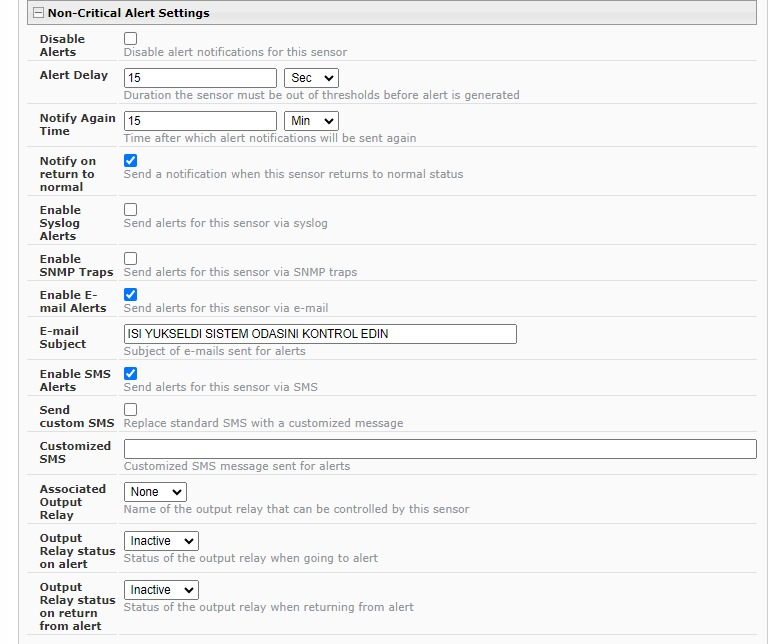 Non-Critical Alert Settings
Disable
Alerts
Disable alert notifications for this sensor
Alert Delay
15
Sec
Duration the sensor must be out of thresholds before alert is generated
Notify Again
Time
15
Min
Time after which alert notifications will be sent again
Notify on
return to
normal
Send a notification when this sensor returns to normal status
Enable
Syslog
Alerts
Send alerts for this sensor via syslog
Enable
SNMP Traps
Send alerts for this sensor via SNMP traps
Enable E-
mail Alerts
Send alerts for this sensor via e-mail
E-mail
Subject
ISI YUKSELDI SISTEM ODASINI KONTROL EDIN
Subject of e-mails sent for alerts
Enable SMS
Alerts
Send alerts for this sensor via SMS
Send
custom SMS
Replace standard SMS with a customized message
Customized
SMS
Customized SMS message sent for alerts
Associated
Output
Relay
None
Name of the output relay that can be controlled by this sensor
Output
Relay status
on alert
Inactive
Status of the output relay when going to alert
Output
Relay status
on return
from alert
Inactive
Status of the output relay when returning from alert